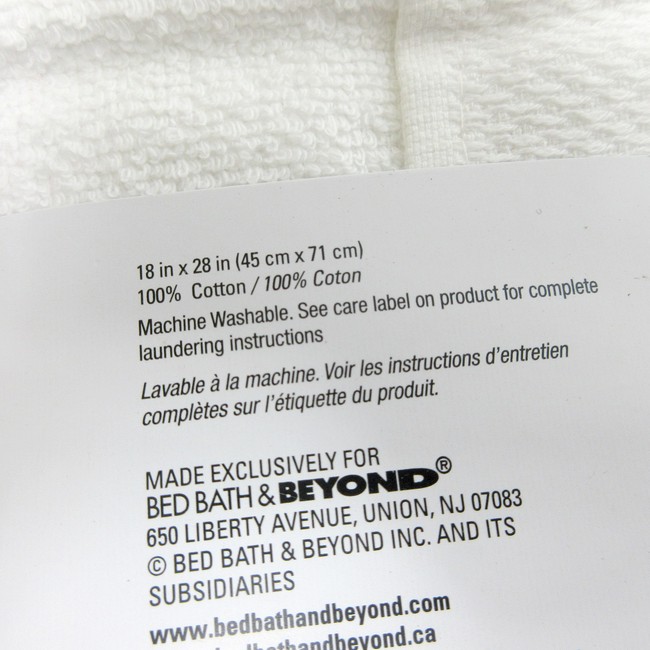 18 in x 28 in (45 cm x 71 cm)
100% Cotton / 100% Coton
Machine Washable. See care label on product for complete
laundering instructions
Lavable à la machine. Voir les instructions d'entretien
complètes sur l'étiquette du produit.
MADE EXCLUSIVELY FOR
BED BATH & BEYOND®
650 LIBERTY AVENUE, UNION, NJ 07083
© BED BATH & BEYOND INC. AND ITS
SUBSIDIARIES
www.bedbathandbeyond.com
bedbathandbeyond.ca